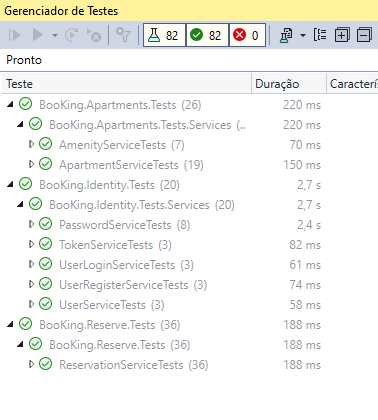 Gerenciador de Testes
82 82 0
Pronto
Teste Duração Caracterís
BooKing.Apartments.Tests (26) 220 ms
BooKing.Apartments.Tests.Services (.. 220 ms
AmenityServiceTests (7) 70 ms
ApartmentServiceTests (19) 150 ms
BooKing.Identity.Tests (20) 2,7 s
BooKing.Identity.Tests.Services (20) 2,7 s
PasswordServiceTests (8) 2,4 s
TokenServiceTests (3) 82 ms
UserLoginServiceTests (3) 61 ms
UserRegisterServiceTests (3) 74 ms
UserServiceTests (3) 58 ms
BooKing.Reserve.Tests (36) 188 ms
BooKing.Reserve.Tests (36) 188 ms
ReservationServiceTests (36) 188 ms